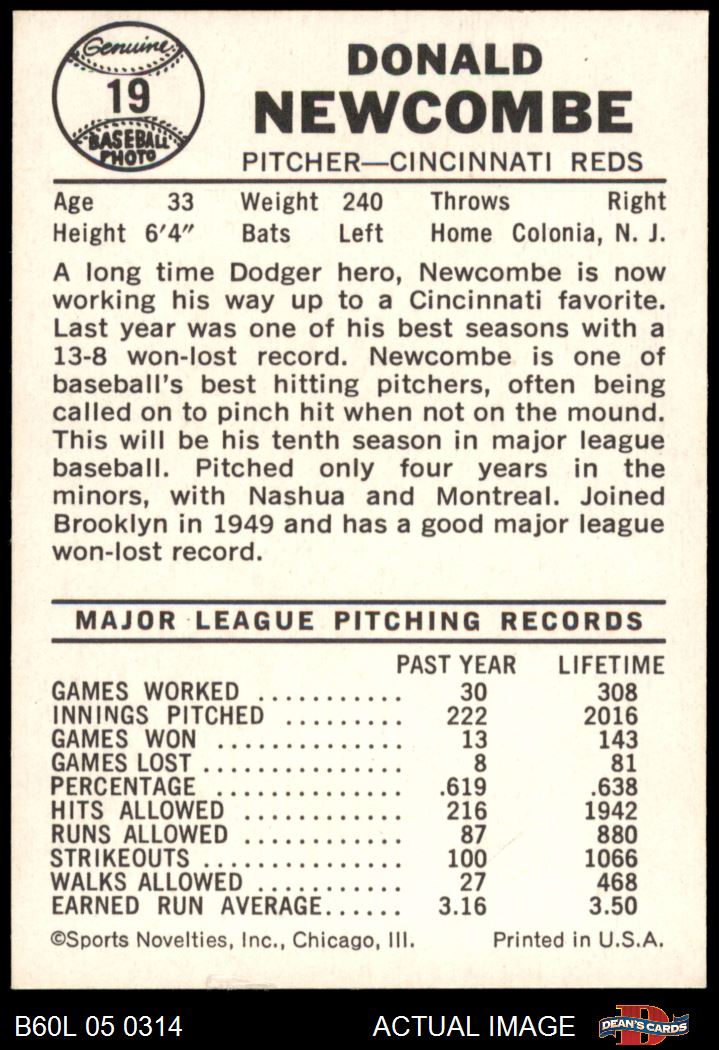 Genuine
19
BASEBALL
PHOTO
DONALD
NEWCOMBE
PITCHER—CINCINNATI REDS
Age 33 Weight 240 Throws Right
Height 6'4" Bats Left Home Colonia, N. J.
A long time Dodger hero, Newcombe is now
working his way up to a Cincinnati favorite.
Last year was one of his best seasons with a
13-8 won-lost record. Newcombe is one of
baseball's best hitting pitchers, often being
called on to pinch hit when not on the mound.
This will be his tenth season in major league
baseball. Pitched only four years in the
minors, with Nashua and Montreal. Joined
Brooklyn in 1949 and has a good major league
won-lost record.
MAJOR LEAGUE PITCHING RECORDS
PAST YEAR LIFETIME
GAMES WORKED ........... 30 308
INNINGS PITCHED ......... 222 2016
GAMES WON .............. 13 143
GAMES LOST ............... 8 81
PERCENTAGE .............. .619 .638
HITS ALLOWED ............ 216 1942
RUNS ALLOWED ............ 87 880
STRIKEOUTS ............... 100 1066
WALKS ALLOWED ........... 27 468
EARNED RUN AVERAGE...... 3.16 3.50
©Sports Novelties, Inc., Chicago, Ill. Printed in U.S.A.
B60L 05 0314 ACTUAL IMAGE DEAN'S CARDS